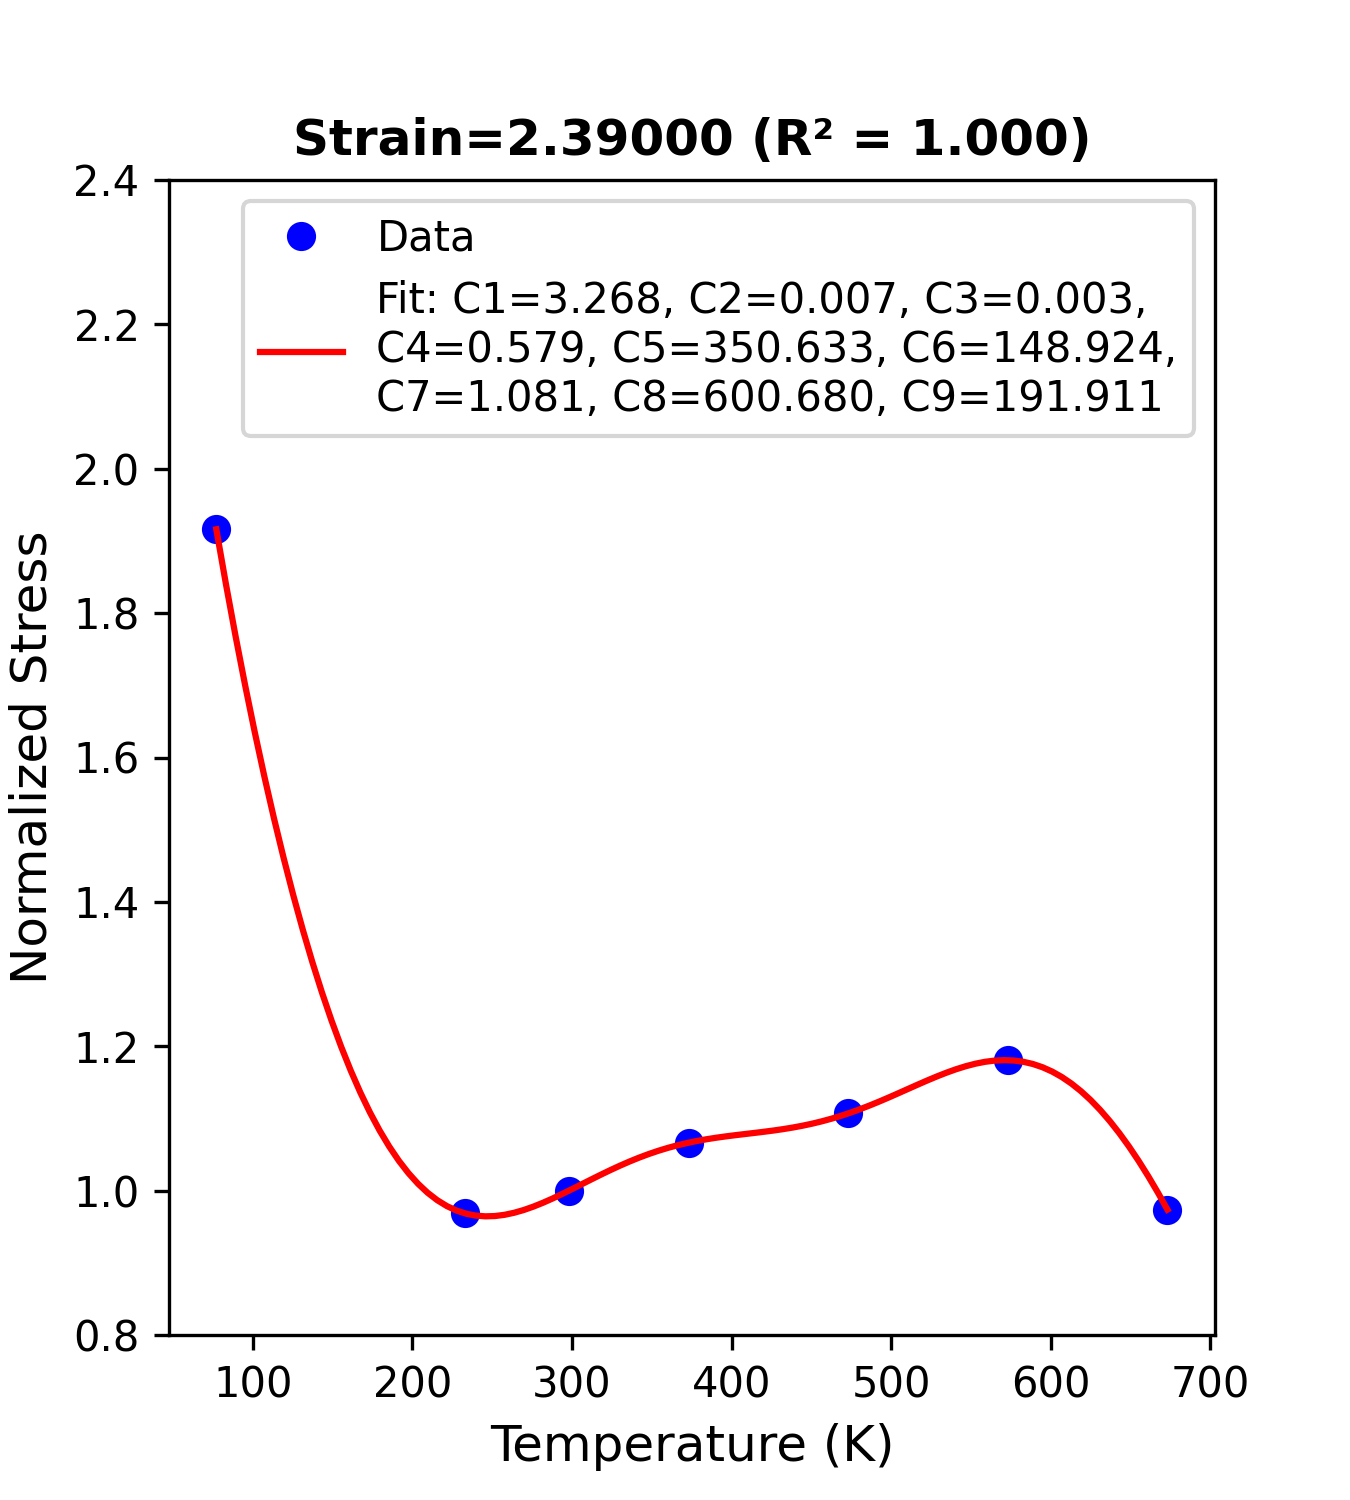 Strain=2.39000 (R² = 1.000)
Data
Fit: C1=3.268, C2=0.007, C3=0.003,
C4=0.579, C5=350.633, C6=148.924,
C7=1.081, C8=600.680, C9=191.911
2.4
2.2
2.0
1.8
1.6
1.4
1.2
1.0
0.8
Normalized Stress
100 200 300 400 500 600 700
Temperature (K)